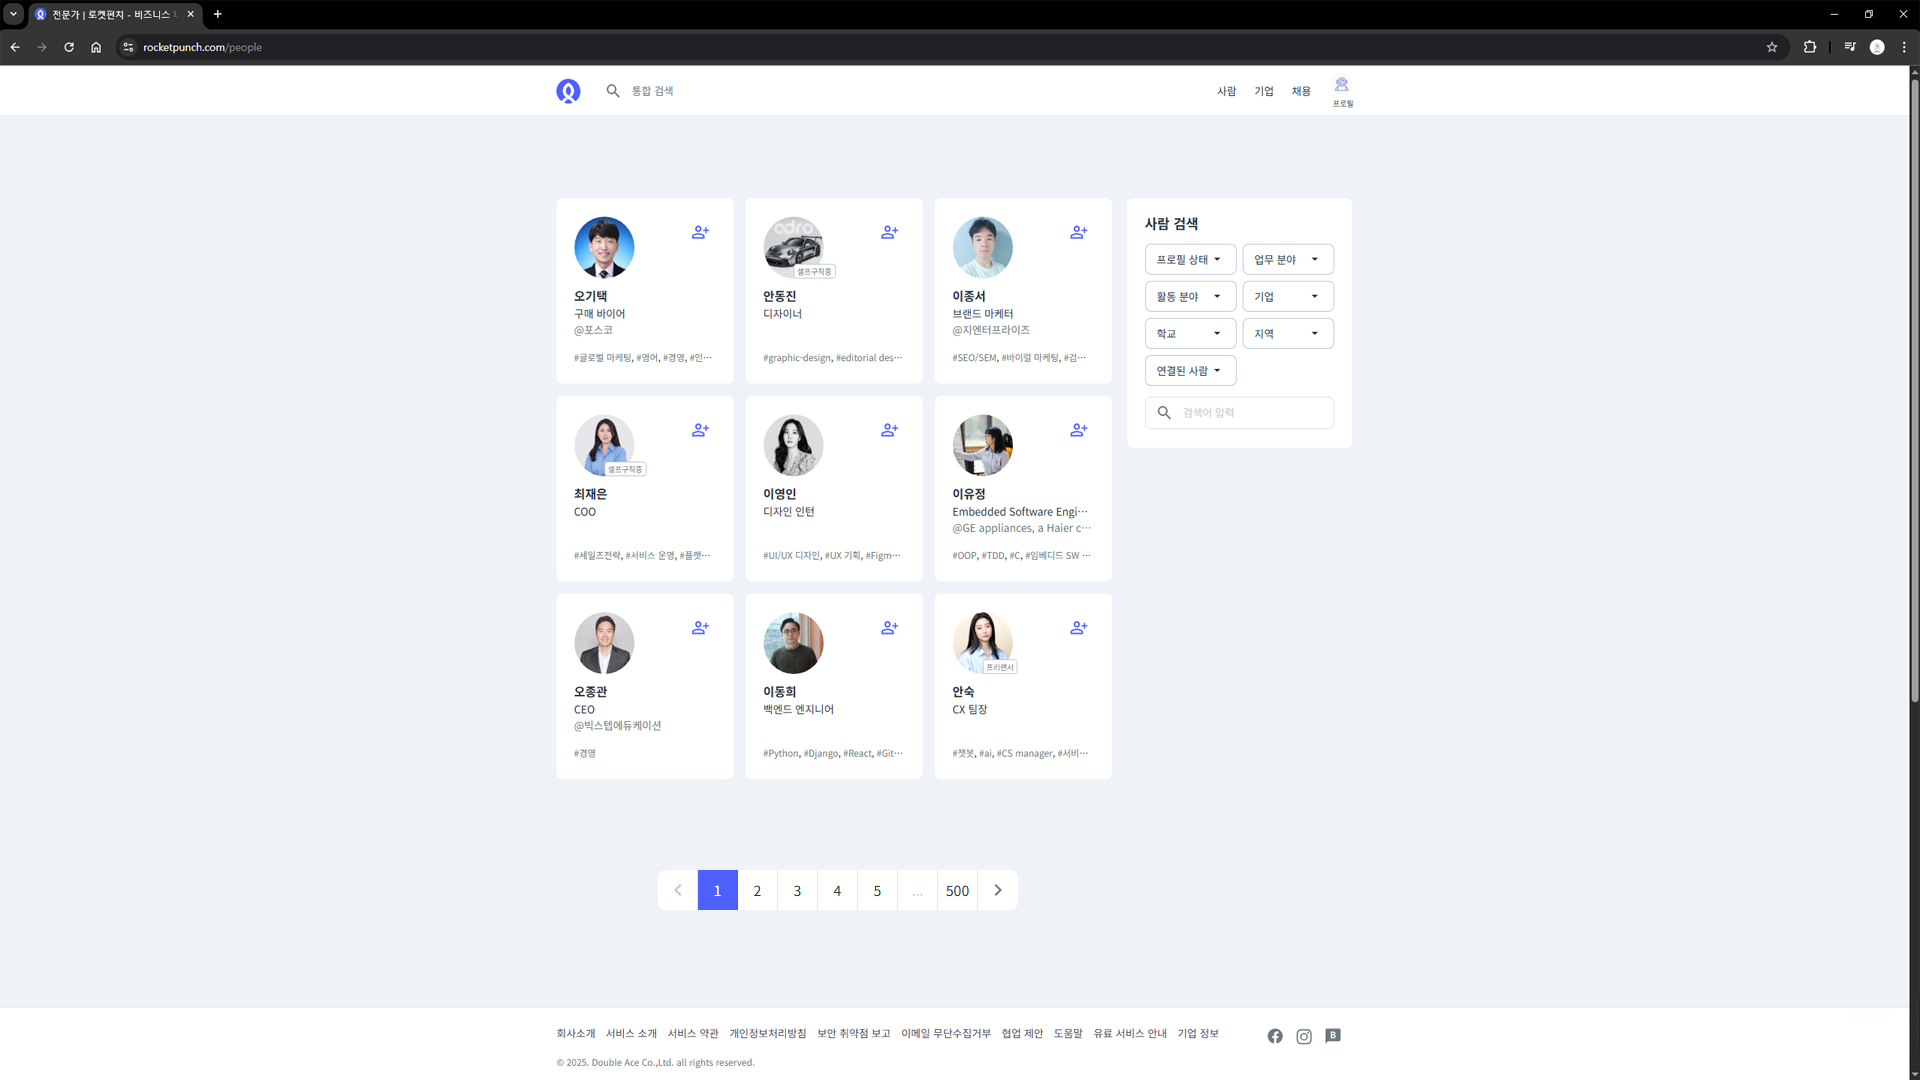 전문가 | 로켓펀치 - 비즈니스
rocketpunch.com/people
통합 검색
사람 기업 채용 프로필
adro
셀프구직중
오기택
구매 바이어
@포스코
#글로벌 마케팅, #영어, #경영, #인…
안동진
디자이너
#graphic-design, #editorial des…
이종서
브랜드 마케터
@지엔터프라이즈
#SEO/SEM, #바이럴 마케팅, #검…
사람 검색
프로필 상태 업무 분야
활동 분야 기업
학교 지역
연결된 사람
검색어 입력
셀프구직중
최재은
COO
#세일즈전략, #서비스 운영, #플랫…
이영인
디자인 인턴
#UI/UX 디자인, #UX 기획, #Figm…
이유정
Embedded Software Engi…
@GE appliances, a Haier c…
#OOP, #TDD, #C, #임베디드 SW …
오종관
CEO
@빅스텝에듀케이션
#경영
이동희
백엔드 엔지니어
#Python, #Django, #React, #Git…
프리랜서
안숙
CX 팀장
#챗봇, #ai, #CS manager, #서비…
1 2 3 4 5 ... 500
회사소개 서비스 소개 서비스 약관 개인정보처리방침 보안 취약점 보고 이메일 무단수집거부 협업 제안 도움말 유료 서비스 안내 기업 정보
B
© 2025. Double Ace Co.,Ltd. all rights reserved.